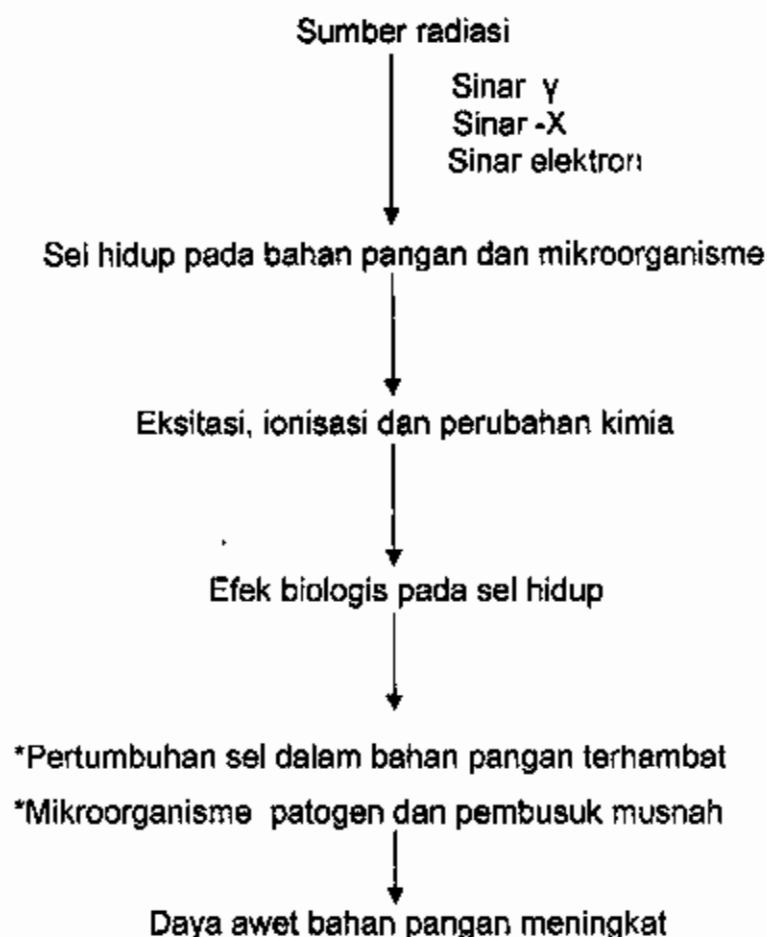 Sumber radiasi
Sinar γ
Sinar -X
Sinar elektron
Sel hidup pada bahan pangan dan mikroorganisme
Eksitasi, ionisasi dan perubahan kimia
Efek biologis pada sel hidup
*Pertumbuhan sel dalam bahan pangan terhambat
*Mikroorganisme patogen dan pembusuk musnah
Daya awet bahan pangan meningkat